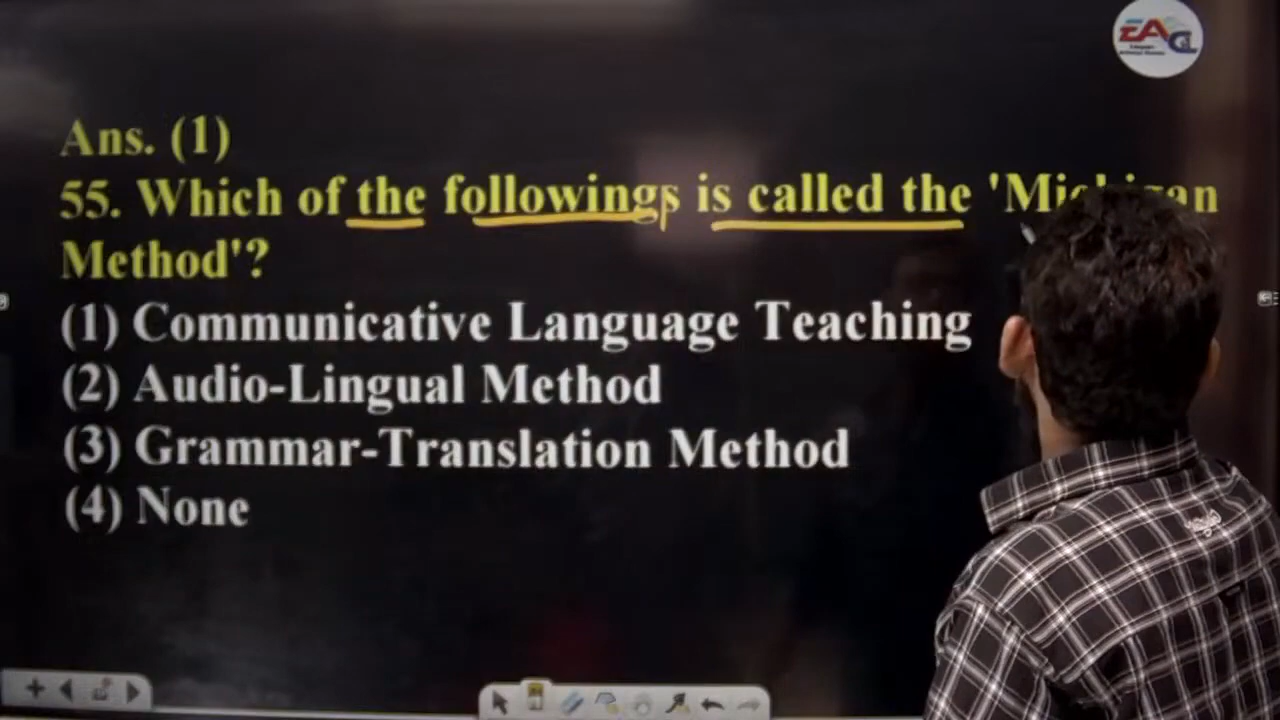 Ans. (1)
55. Which of the followings is called the 'Michigan
Method'?
(1) Communicative Language Teaching
(2) Audio-Lingual Method
(3) Grammar-Translation Method
(4) None